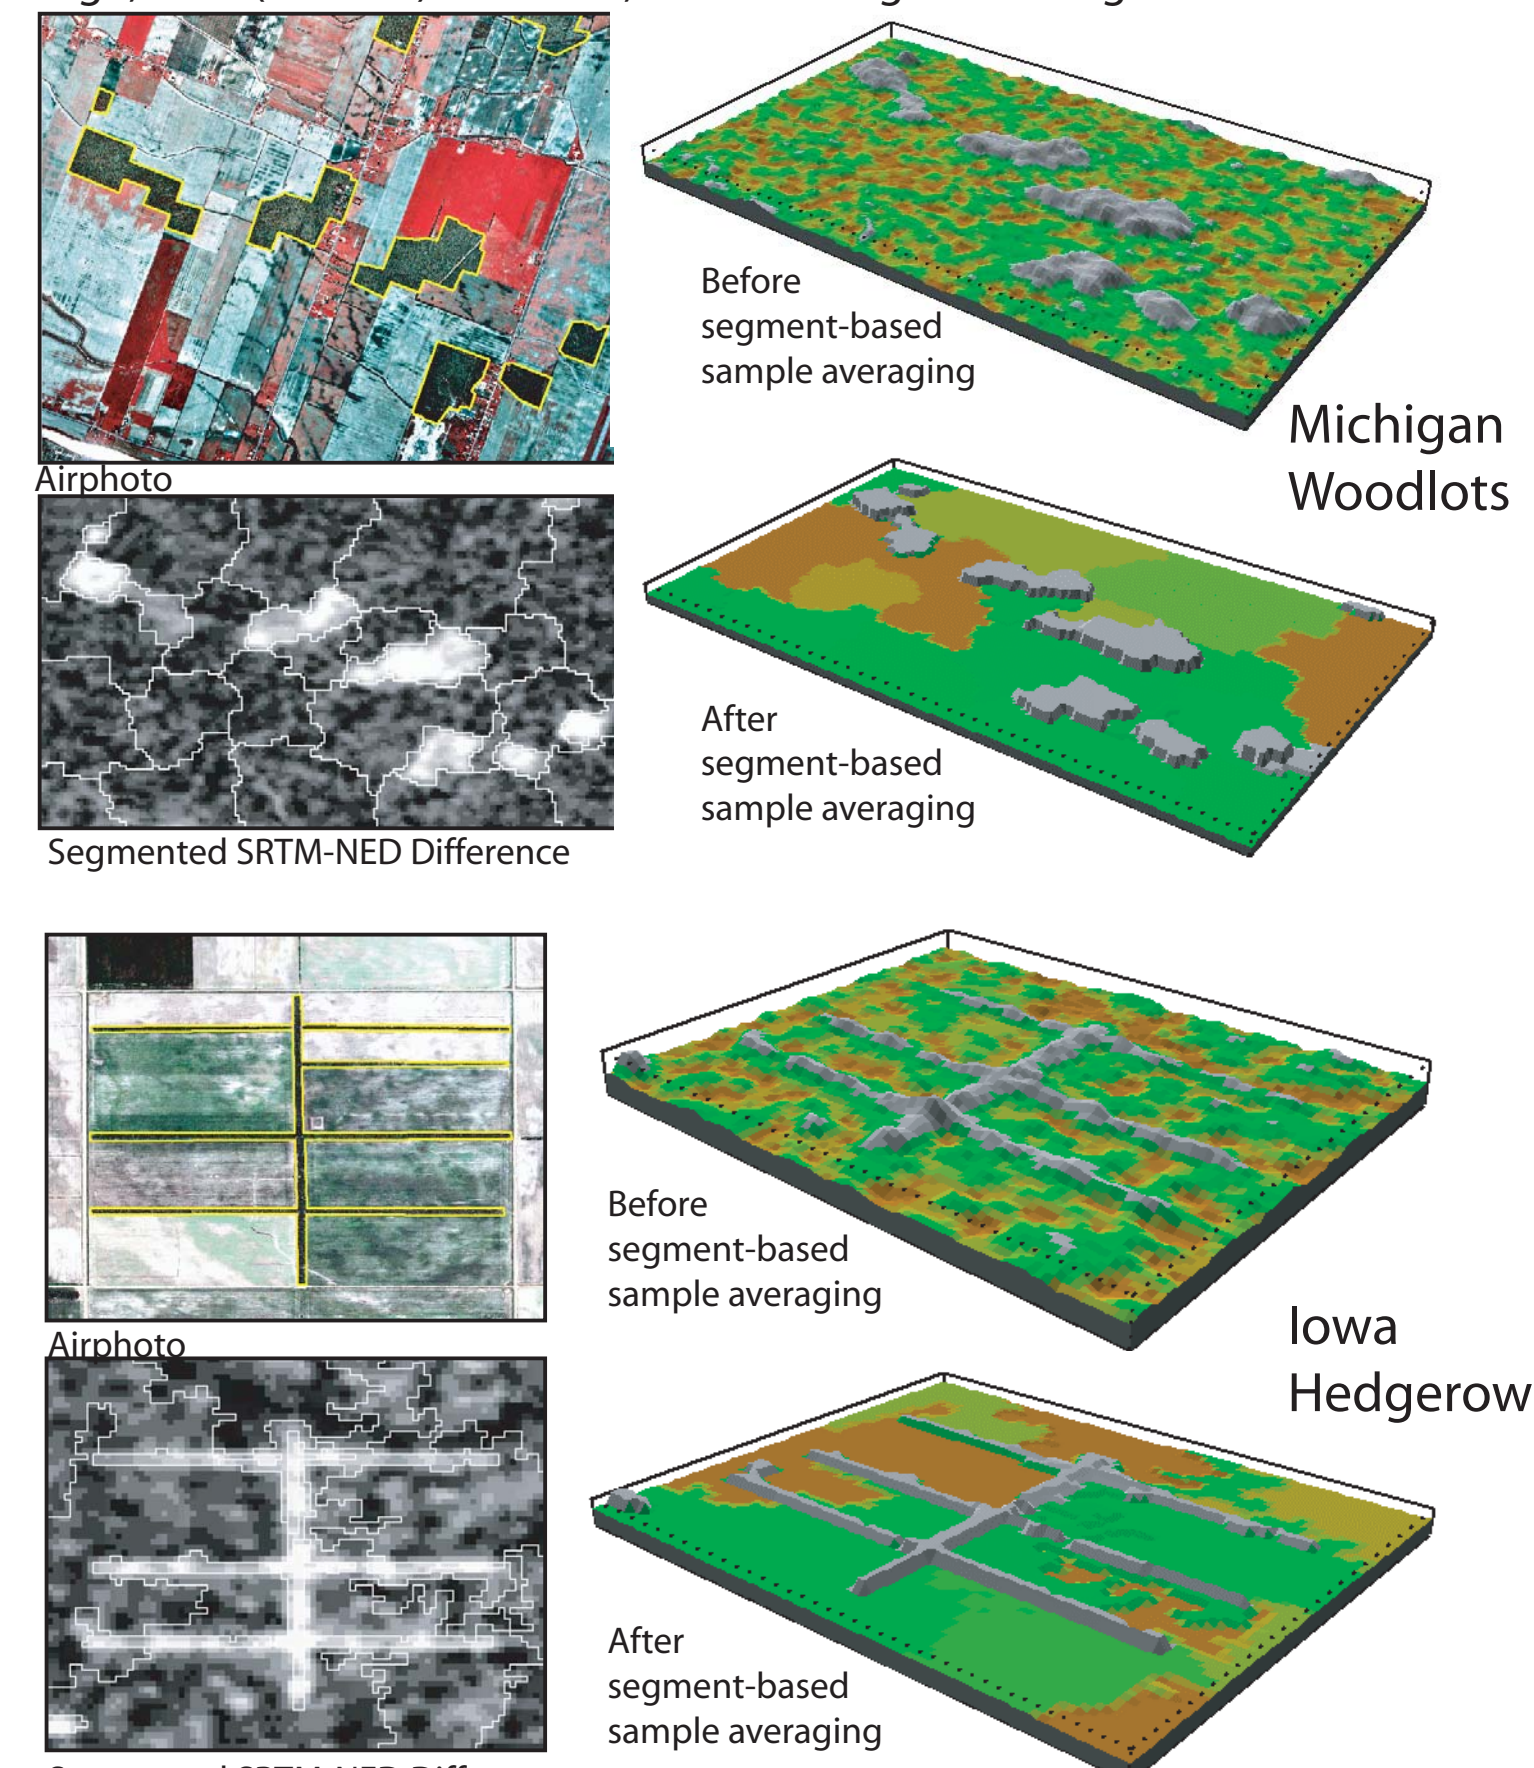 Before
segment-based
sample averaging
Michigan
Woodlots
Airphoto
After
segment-based
sample averaging
Segmented SRTM-NED Difference
Before
segment-based
sample averaging
Iowa
Hedgerow
Airphoto
After
segment-based
sample averaging